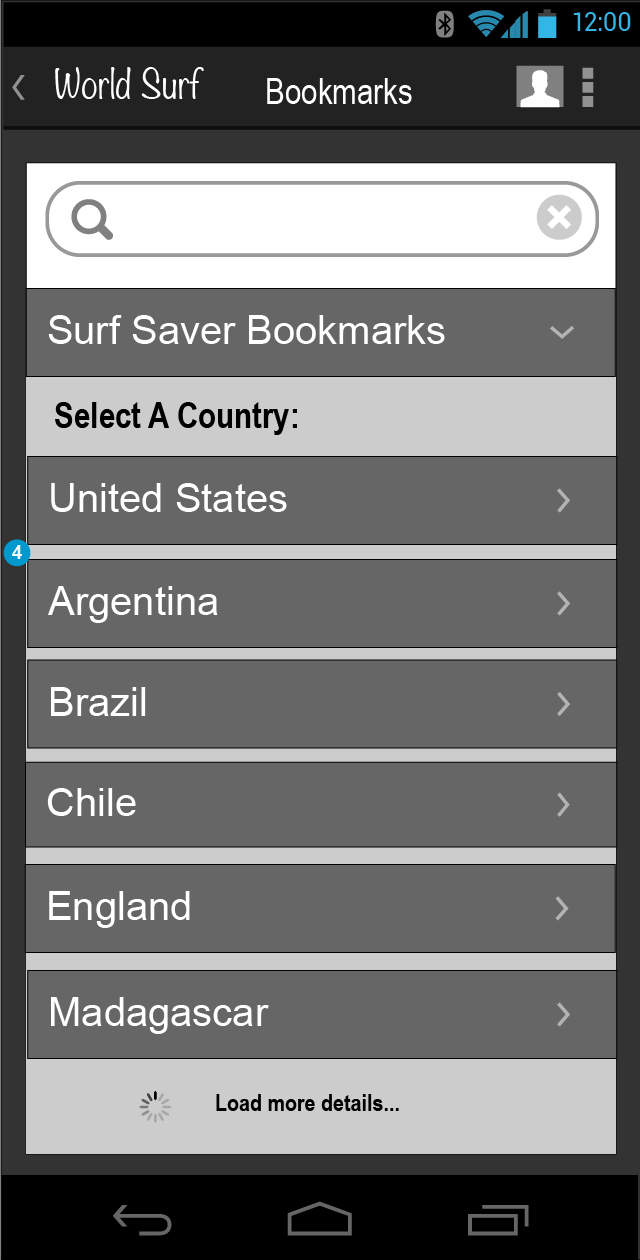 12:00
World Surf
Bookmarks
Surf Saver Bookmarks
Select A Country:
United States
4
Argentina
Brazil
Chile
England
Madagascar
Load more details...